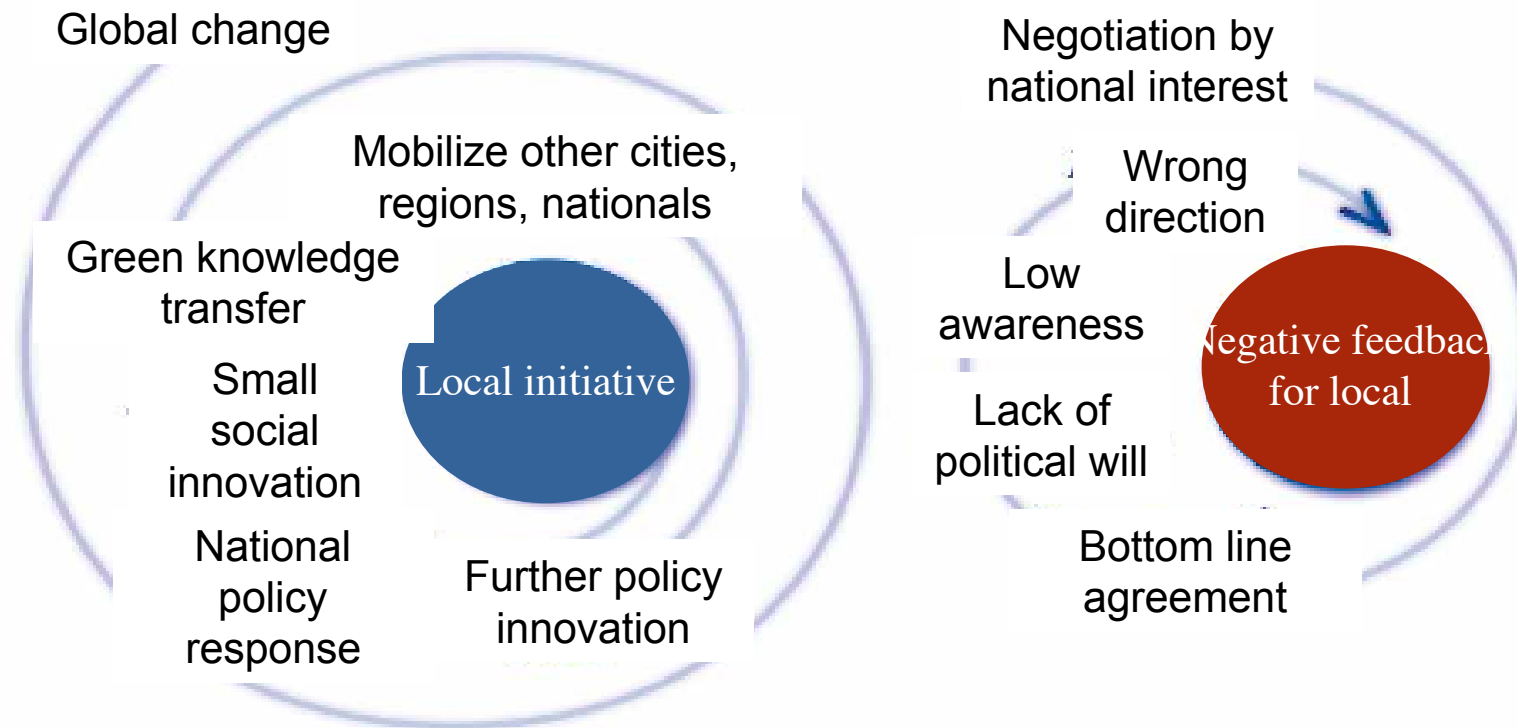 Global change
Mobilize other cities,
regions, nationals
Green knowledge
transfer
Local initiative
Small
social
innovation
National
policy
response
Further policy
innovation
Negotiation by
national interest
Wrong
direction
Low
awareness
Negative feedback
for local
Lack of
political will
Bottom line
agreement